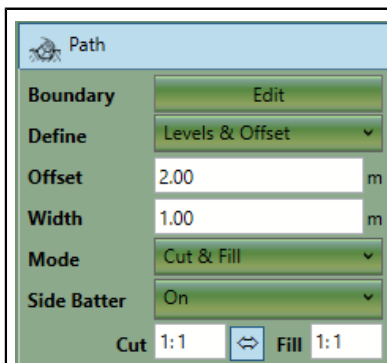 Path
Boundary Edit
Define Levels & Offset
Offset 2.00 m
Width 1.00 m
Mode Cut & Fill
Side Batter On
Cut 1:1 Fill 1:1